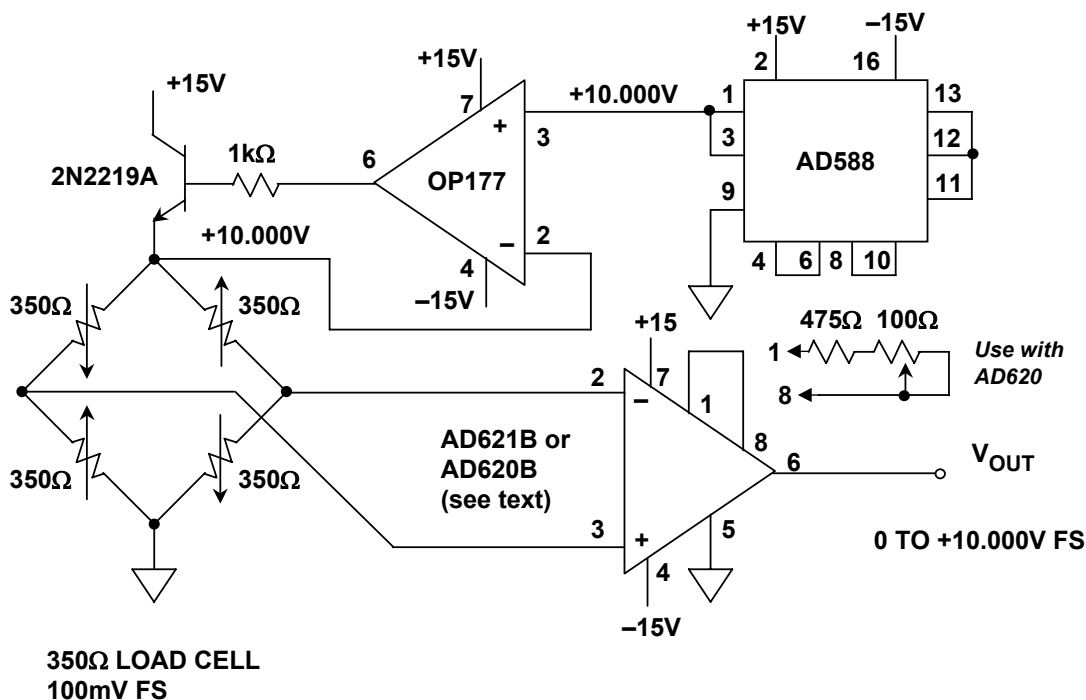 +15V
–15V
2
16
+15V
+15V
7
+10.000V
1
13
3
3
12
AD588
1kΩ
6
+
OP177
2N2219A
9
11
+10.000V
–
2
4
4
6
8
10
–15V
350Ω
350Ω
+15
475Ω
100Ω
1
Use with
AD620
8
7
2
–
1
8
AD621B or
AD620B
(see text)
6
VOUT
350Ω
350Ω
3
+
5
4
0 TO +10.000V FS
–15V
350Ω LOAD CELL
100mV FS